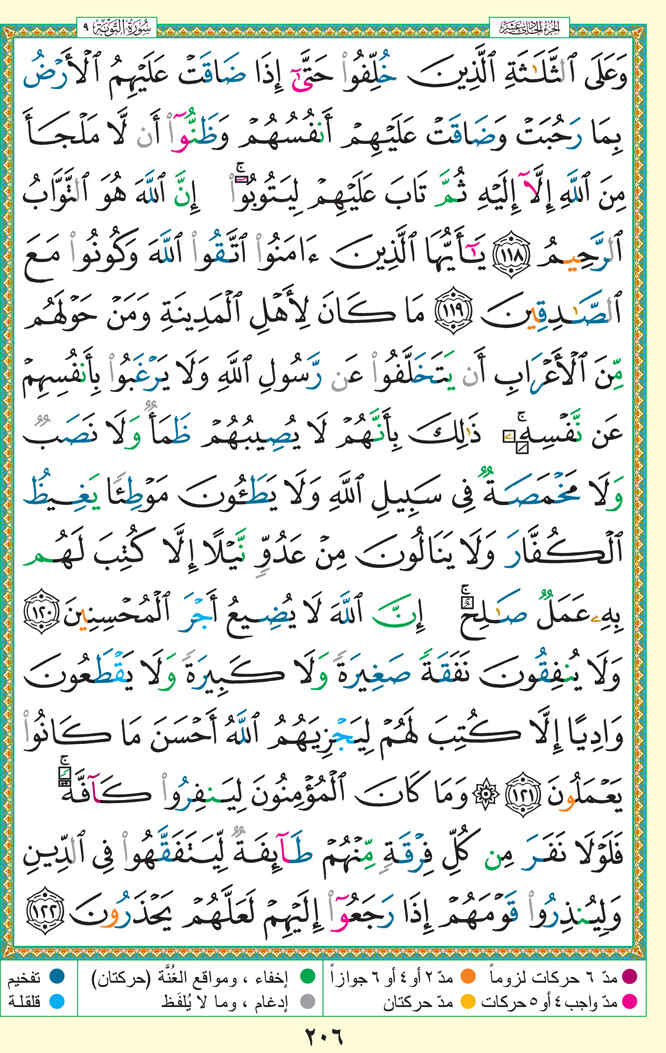 الجزء الحادي عشر
سُورَةُ التَّوْبَةِ ٩
وَعَلَى ٱلثَّلَٰثَةِ ٱلَّذِينَ خُلِّفُوا۟ حَتَّىٰٓ إِذَا ضَاقَتْ عَلَيْهِمُ ٱلْأَرْضُ
بِمَا رَحُبَتْ وَضَاقَتْ عَلَيْهِمْ أَنفُسُهُمْ وَظَنُّوٓا۟ أَن لَّا مَلْجَأَ
مِنَ ٱللَّهِ إِلَّآ إِلَيْهِ ثُمَّ تَابَ عَلَيْهِمْ لِيَتُوبُوٓا۟ۚ إِنَّ ٱللَّهَ هُوَ ٱلتَّوَّابُ
ٱلرَّحِيمُ ١١٨ يَٰٓأَيُّهَا ٱلَّذِينَ ءَامَنُوا۟ ٱتَّقُوا۟ ٱللَّهَ وَكُونُوا۟ مَعَ
ٱلصَّٰدِقِينَ ١١٩ مَا كَانَ لِأَهْلِ ٱلْمَدِينَةِ وَمَنْ حَوْلَهُم
مِّنَ ٱلْأَعْرَابِ أَن يَتَخَلَّفُوا۟ عَن رَّسُولِ ٱللَّهِ وَلَا يَرْغَبُوا۟ بِأَنفُسِهِمْ
عَن نَّفْسِهِۦۚ ذَٰلِكَ بِأَنَّهُمْ لَا يُصِيبُهُمْ ظَمَأٌ وَلَا نَصَبٌ
وَلَا مَخْمَصَةٌ فِى سَبِيلِ ٱللَّهِ وَلَا يَطَـُٔونَ مَوْطِئًا يَغِيظُ
ٱلْكُفَّارَ وَلَا يَنَالُونَ مِنْ عَدُوٍّ نَّيْلًا إِلَّا كُتِبَ لَهُم
بِهِۦ عَمَلٌ صَٰلِحٌۚ إِنَّ ٱللَّهَ لَا يُضِيعُ أَجْرَ ٱلْمُحْسِنِينَ ١٢٠
وَلَا يُنفِقُونَ نَفَقَةً صَغِيرَةً وَلَا كَبِيرَةً وَلَا يَقْطَعُونَ
وَادِيًا إِلَّا كُتِبَ لَهُمْ لِيَجْزِيَهُمُ ٱللَّهُ أَحْسَنَ مَا كَانُوا۟
يَعْمَلُونَ ١٢١ ۞ وَمَا كَانَ ٱلْمُؤْمِنُونَ لِيَنفِرُوا۟ كَآفَّةًۚ
فَلَوْلَا نَفَرَ مِن كُلِّ فِرْقَةٍ مِّنْهُمْ طَآئِفَةٌ لِّيَتَفَقَّهُوا۟ فِى ٱلدِّينِ
وَلِيُنذِرُوا۟ قَوْمَهُمْ إِذَا رَجَعُوٓا۟ إِلَيْهِمْ لَعَلَّهُمْ يَحْذَرُونَ ١٢٢
مدّ ٦ حركات لزوماً مدّ ٢ أو ٤ أو ٦ جوازاً إخفاء ، ومواقع الغُنَّة (حركتان) تفخيم
مدّ واجب ٤ أو ٥ حركات مدّ حركتان إدغام ، وما لا يُلفَظ قلقلة
٢٠٦